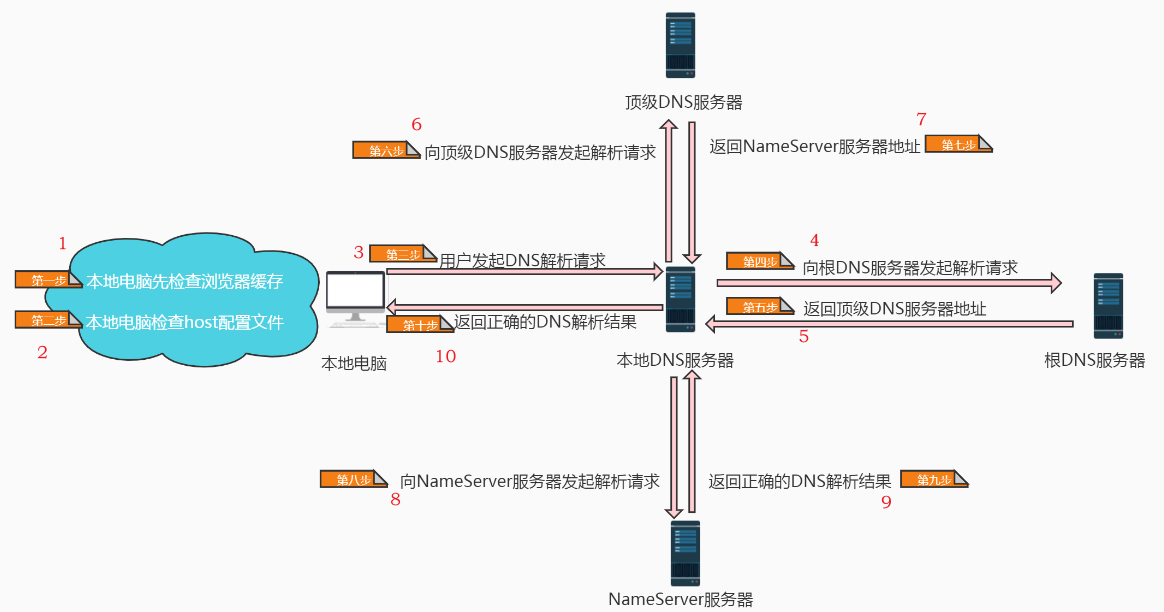 顶级DNS服务器
6
第六步
向顶级DNS服务器发起解析请求
7
返回NameServer服务器地址
第七步
1
第一步
本地电脑先检查浏览器缓存
第二步
本地电脑检查host配置文件
2
3
第三步
用户发起DNS解析请求
4
第四步
向根DNS服务器发起解析请求
第五步
返回顶级DNS服务器地址
5
第十步
返回正确的DNS解析结果
10
本地电脑
本地DNS服务器
根DNS服务器
第八步
向NameServer服务器发起解析请求
8
返回正确的DNS解析结果
第九步
9
NameServer服务器